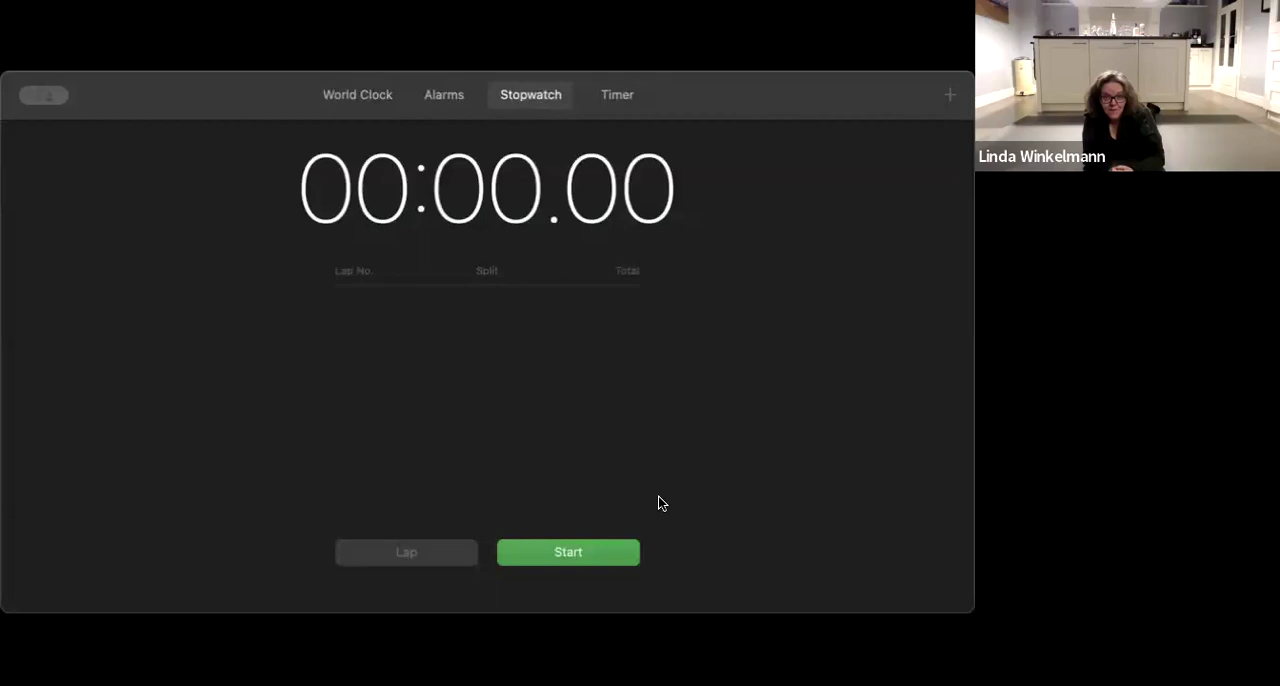 World Clock Alarms Stopwatch Timer
00:00.00
Lap No. Split Total
Lap Start
Linda Winkelmann